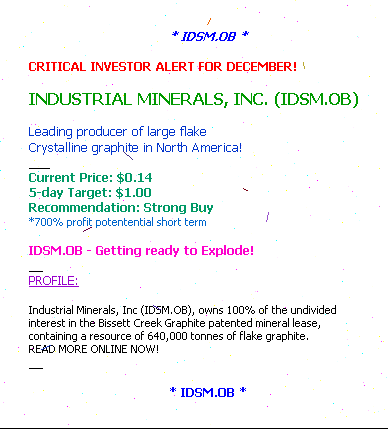 * IDSM.OB *
CRITICAL INVESTOR ALERT FOR DECEMBER!
INDUSTRIAL MINERALS, INC. (IDSM.OB)
Leading producer of large flake
Crystalline graphite in North America!
Current Price: $0.14
5-day Target: $1.00
Recommendation: Strong Buy
*700% profit potentential short term
IDSM.OB - Getting ready to Explode!
PROFILE:
Industrial Minerals, Inc (IDSM.OB), owns 100% of the undivided
interest in the Bissett Creek Graphite patented mineral lease,
containing a resource of 640,000 tonnes of flake graphite.
READ MORE ONLINE NOW!
* IDSM.OB *